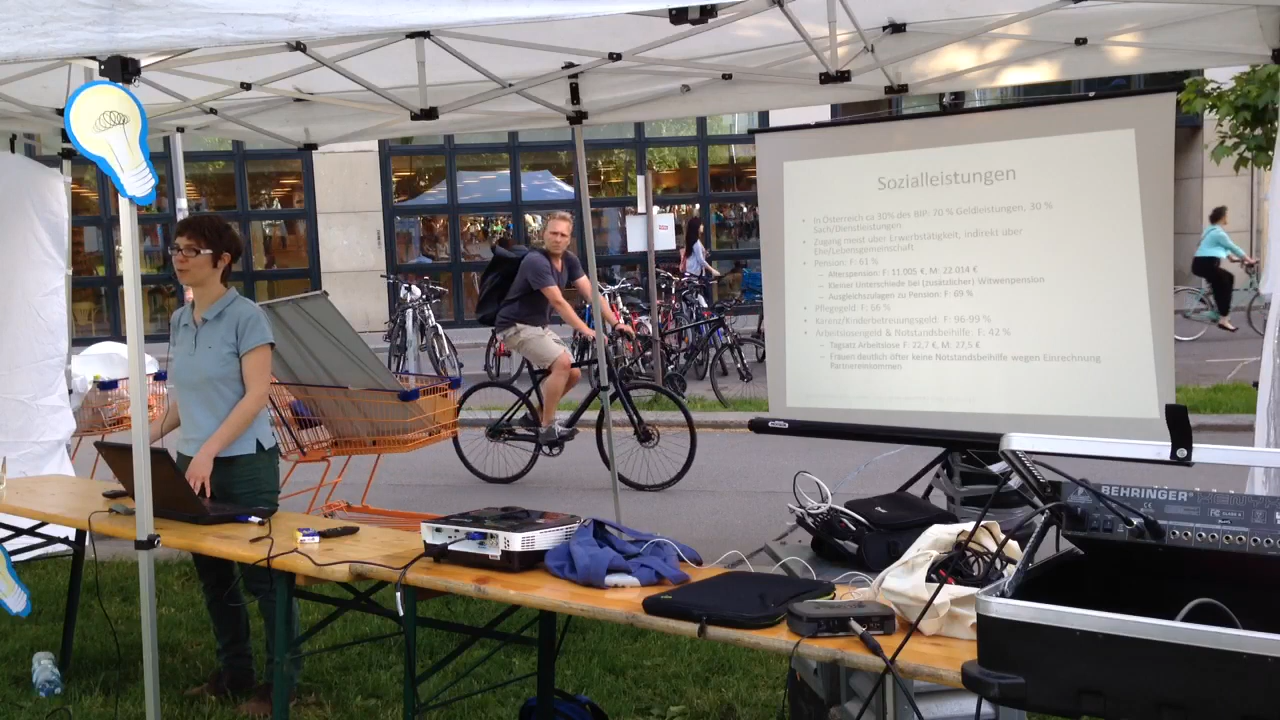 Sozialleistungen
In Österreich ca 30% des BIP: 70 % Geldleistungen, 30 %
Sach/Dienstleistungen
Zugang meist über Erwerbstätigkeit, indirekt über
Ehe/Lebensgemeinschaft
Pension: F: 61 %
– Alterspension: F: 11.005 €, M: 22.014 €
– Kleiner Unterschiede bei (zusätzlicher) Witwenpension
– Ausgleichszulagen zu Pension: F: 69 %
Pflegegeld: F: 66 %
Karenz/Kinderbetreuungsgeld: F: 96-99 %
Arbeitslosengeld & Notstandsbeihilfe: F: 42 %
– Tagsatz Arbeitslose F: 22,7 €, M: 27,5 €
– Frauen deutlich öfter keine Notstandsbeihilfe wegen Einrechnung
Partnereinkommen
BEHRINGER